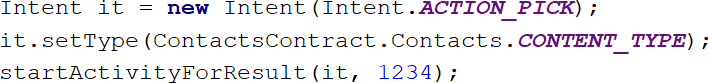 Intent it = new Intent(Intent.ACTION_PICK);
it.setType(ContactsContract.Contacts.CONTENT_TYPE);
startActivityForResult(it, 1234);